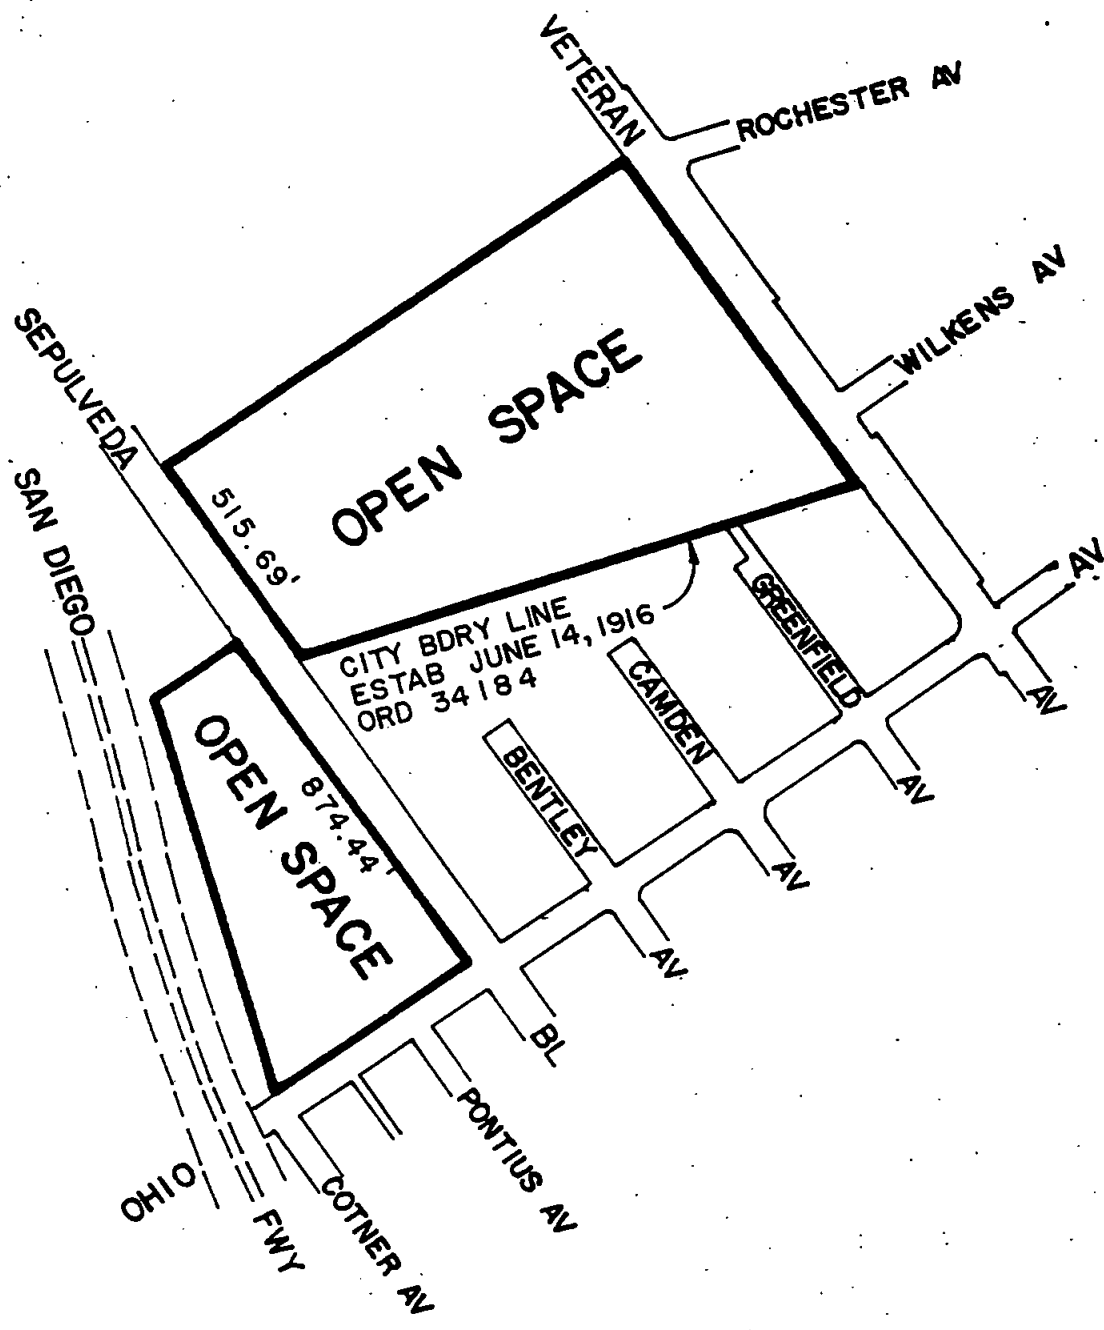 VETERAN
ROCHESTER AV
WILKENS AV
SEPULVEDA
SAN DIEGO
OPEN SPACE
515.69'
CITY BDRY LINE
ESTAB JUNE 14, 1916
ORD 34184
GREENFIELD
CAMDEN
BENTLEY
AV
AV
AV
AV
AV
OPEN SPACE
874.44'
BL
PONTIUS AV
COTNER AV
OHIO
FWY